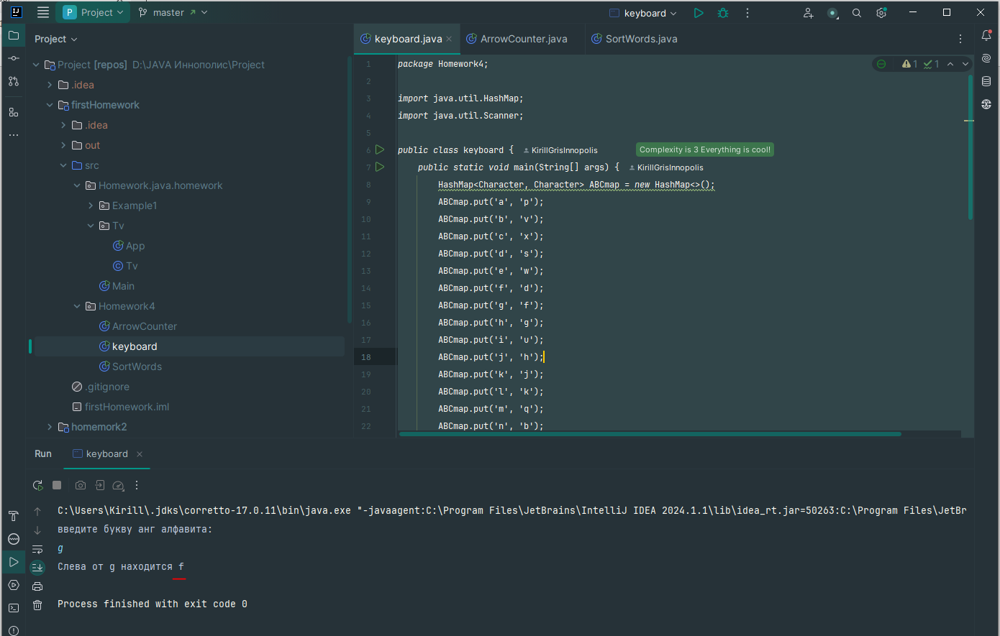 IJ
P Project
master
keyboard
Project
keyboard.java
ArrowCounter.java
SortWords.java
Project [repos] D:\JAVA Иннополис\Project
.idea
firstHomework
.idea
out
src
Homework.java.homework
Example1
Tv
App
Tv
Main
Homework4
ArrowCounter
keyboard
SortWords
.gitignore
firstHomework.iml
homemork2
1 package Homework4;
2
3 import java.util.HashMap;
4 import java.util.Scanner;
5
6 public class keyboard { KirillGrisInnopolis Complexity is 3 Everything is cool!
7 public static void main(String[] args) { KirillGrisInnopolis
8 HashMap<Character, Character> ABCmap = new HashMap<>();
9 ABCmap.put('a', 'p');
10 ABCmap.put('b', 'v');
11 ABCmap.put('c', 'x');
12 ABCmap.put('d', 's');
13 ABCmap.put('e', 'w');
14 ABCmap.put('f', 'd');
15 ABCmap.put('g', 'f');
16 ABCmap.put('h', 'g');
17 ABCmap.put('i', 'u');
18 ABCmap.put('j', 'h');
19 ABCmap.put('k', 'j');
20 ABCmap.put('l', 'k');
21 ABCmap.put('m', 'q');
22 ABCmap.put('n', 'b');
1 1
Run
keyboard
C:\Users\Kirill\.jdks\corretto-17.0.11\bin\java.exe "-javaagent:C:\Program Files\JetBrains\IntelliJ IDEA 2024.1.1\lib\idea_rt.jar=50263:C:\Program Files\JetBr
введите букву анг алфавита:
g
Слева от g находится f
Process finished with exit code 0